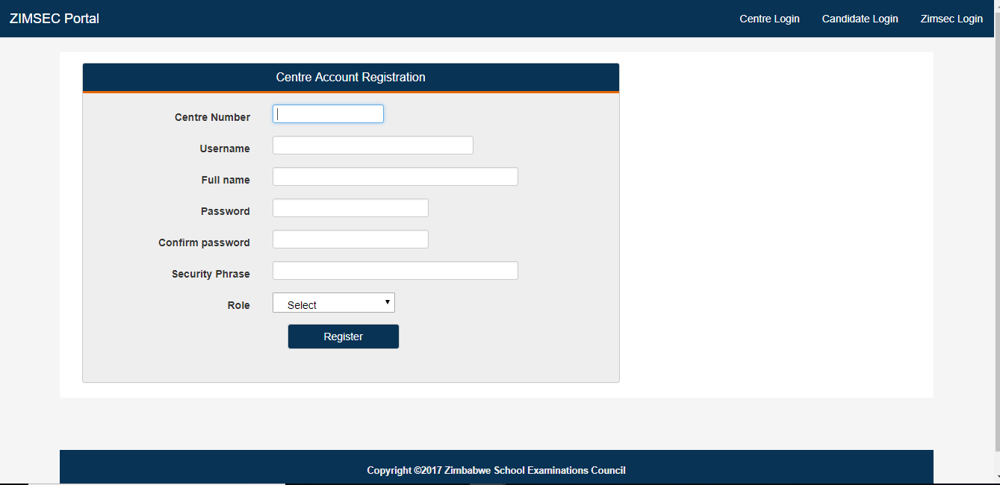 ZIMSEC Portal Centre Login Candidate Login Zimsec Login
Centre Account Registration
Centre Number
Username
Full name
Password
Confirm password
Security Phrase
Role Select
Register
Copyright ©2017 Zimbabwe School Examinations Council